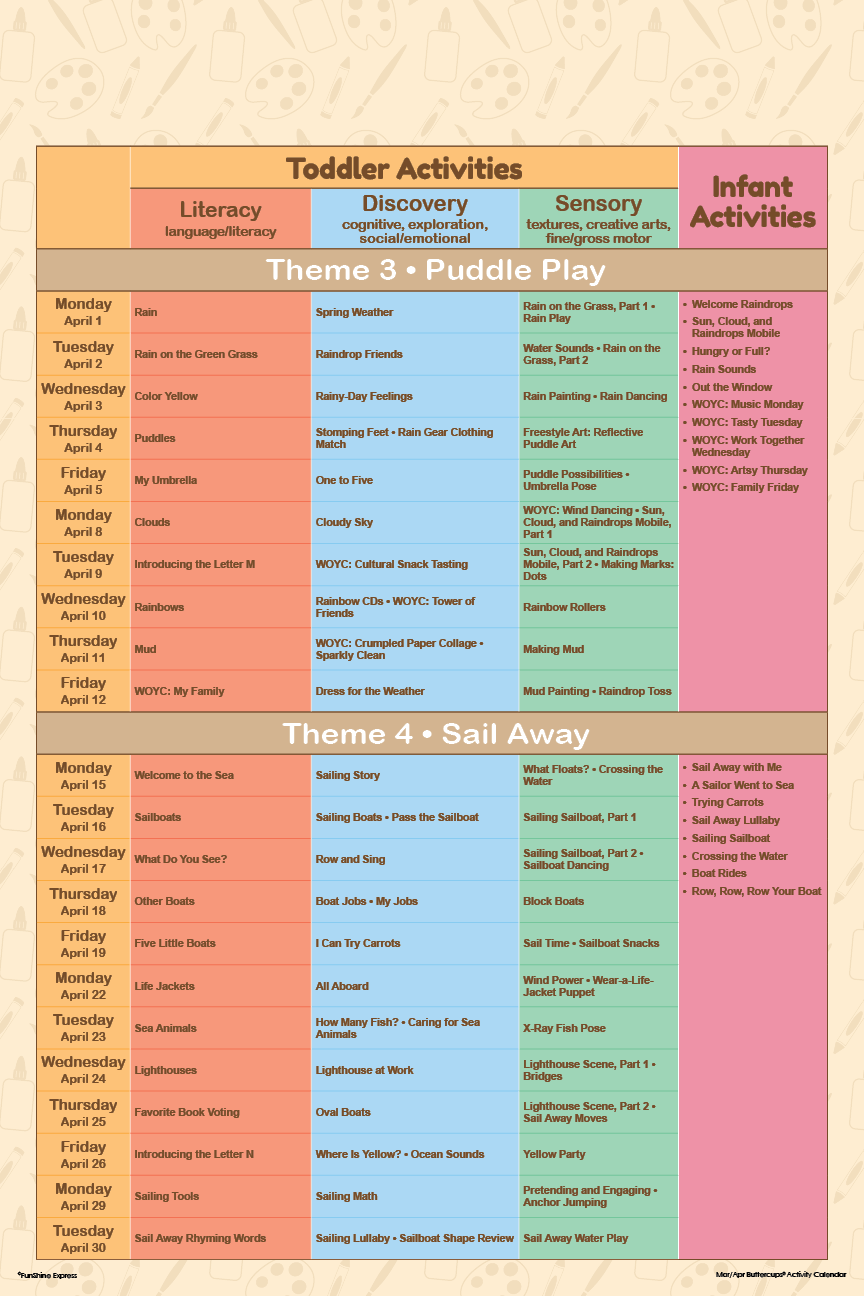 Toddler Activities
Infant
Activities
Literacy
language/literacy
Discovery
cognitive, exploration,
social/emotional
Sensory
textures, creative arts,
fine/gross motor
Theme 3 • Puddle Play
Monday
April 1
Rain
Spring Weather
Rain on the Grass, Part 1 •
Rain Play
Tuesday
April 2
Rain on the Green Grass
Raindrop Friends
Water Sounds • Rain on the
Grass, Part 2
Wednesday
April 3
Color Yellow
Rainy-Day Feelings
Rain Painting • Rain Dancing
Thursday
April 4
Puddles
Stomping Feet • Rain Gear Clothing
Match
Freestyle Art: Reflective
Puddle Art
Friday
April 5
My Umbrella
One to Five
Puddle Possibilities •
Umbrella Pose
Monday
April 8
Clouds
Cloudy Sky
WOYC: Wind Dancing • Sun,
Cloud, and Raindrops Mobile,
Part 1
Tuesday
April 9
Introducing the Letter M
WOYC: Cultural Snack Tasting
Sun, Cloud, and Raindrops
Mobile, Part 2 • Making Marks:
Dots
Wednesday
April 10
Rainbows
Rainbow CDs • WOYC: Tower of
Friends
Rainbow Rollers
Thursday
April 11
Mud
WOYC: Crumpled Paper Collage •
Sparkly Clean
Making Mud
Friday
April 12
WOYC: My Family
Dress for the Weather
Mud Painting • Raindrop Toss
• Welcome Raindrops
• Sun, Cloud, and
Raindrops Mobile
• Hungry or Full?
• Rain Sounds
• Out the Window
• WOYC: Music Monday
• WOYC: Tasty Tuesday
• WOYC: Work Together
Wednesday
• WOYC: Artsy Thursday
• WOYC: Family Friday
Theme 4 • Sail Away
Monday
April 15
Welcome to the Sea
Sailing Story
What Floats? • Crossing the
Water
Tuesday
April 16
Sailboats
Sailing Boats • Pass the Sailboat
Sailing Sailboat, Part 1
Wednesday
April 17
What Do You See?
Row and Sing
Sailing Sailboat, Part 2 •
Sailboat Dancing
Thursday
April 18
Other Boats
Boat Jobs • My Jobs
Block Boats
Friday
April 19
Five Little Boats
I Can Try Carrots
Sail Time • Sailboat Snacks
Monday
April 22
Life Jackets
All Aboard
Wind Power • Wear-a-Life-
Jacket Puppet
Tuesday
April 23
Sea Animals
How Many Fish? • Caring for Sea
Animals
X-Ray Fish Pose
Wednesday
April 24
Lighthouses
Lighthouse at Work
Lighthouse Scene, Part 1 •
Bridges
Thursday
April 25
Favorite Book Voting
Oval Boats
Lighthouse Scene, Part 2 •
Sail Away Moves
Friday
April 26
Introducing the Letter N
Where Is Yellow? • Ocean Sounds
Yellow Party
Monday
April 29
Sailing Tools
Sailing Math
Pretending and Engaging •
Anchor Jumping
Tuesday
April 30
Sail Away Rhyming Words
Sailing Lullaby • Sailboat Shape Review
Sail Away Water Play
• Sail Away with Me
• A Sailor Went to Sea
• Trying Carrots
• Sail Away Lullaby
• Sailing Sailboat
• Crossing the Water
• Boat Rides
• Row, Row, Row Your Boat
©FunShine Express
Mar/Apr Buttercups® Activity Calendar